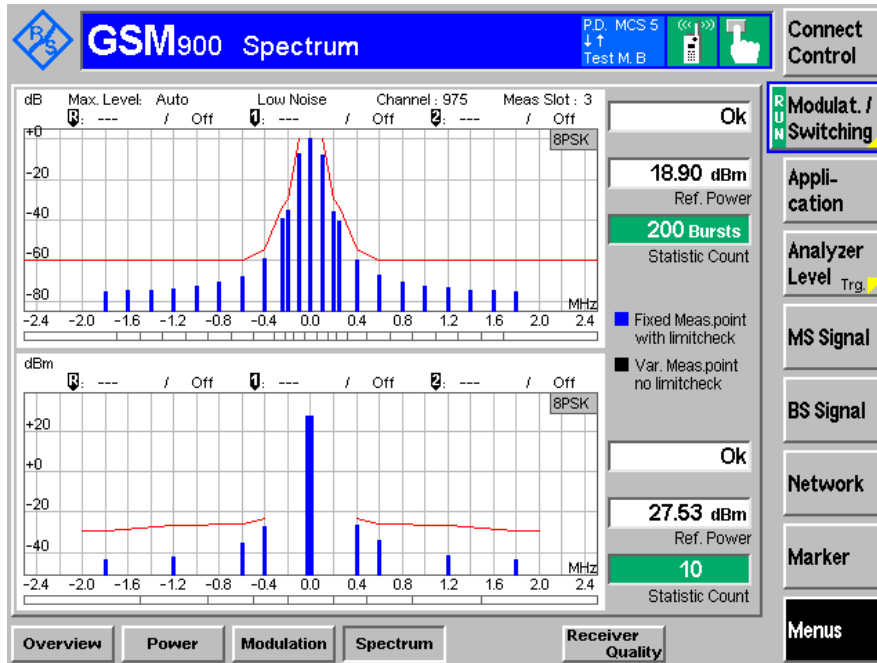 R&S
GSM900 Spectrum
P.D. MCS 5
↓↑
Test M. B
Connect
Control
RUN
Modulat. /
Switching
Appli-
cation
Analyzer
Level Trg.
MS Signal
BS Signal
Network
Marker
Menus
dB Max. Level: Auto Low Noise Channel : 975 Meas Slot : 3
R: --- / Off 1: --- / Off 2: --- / Off
8PSK
+0
-20
-40
-60
-80
MHz
-2.4 -2.0 -1.6 -1.2 -0.8 -0.4 0.0 0.4 0.8 1.2 1.6 2.0 2.4
Ok
18.90 dBm
Ref. Power
200 Bursts
Statistic Count
Fixed Meas.point
with limitcheck
Var. Meas.point
no limitcheck
dBm
R: --- / Off 1: --- / Off 2: --- / Off
8PSK
+20
+0
-20
-40
MHz
-2.4 -2.0 -1.6 -1.2 -0.8 -0.4 0.0 0.4 0.8 1.2 1.6 2.0 2.4
Ok
27.53 dBm
Ref. Power
10
Statistic Count
Overview
Power
Modulation
Spectrum
Receiver
Quality